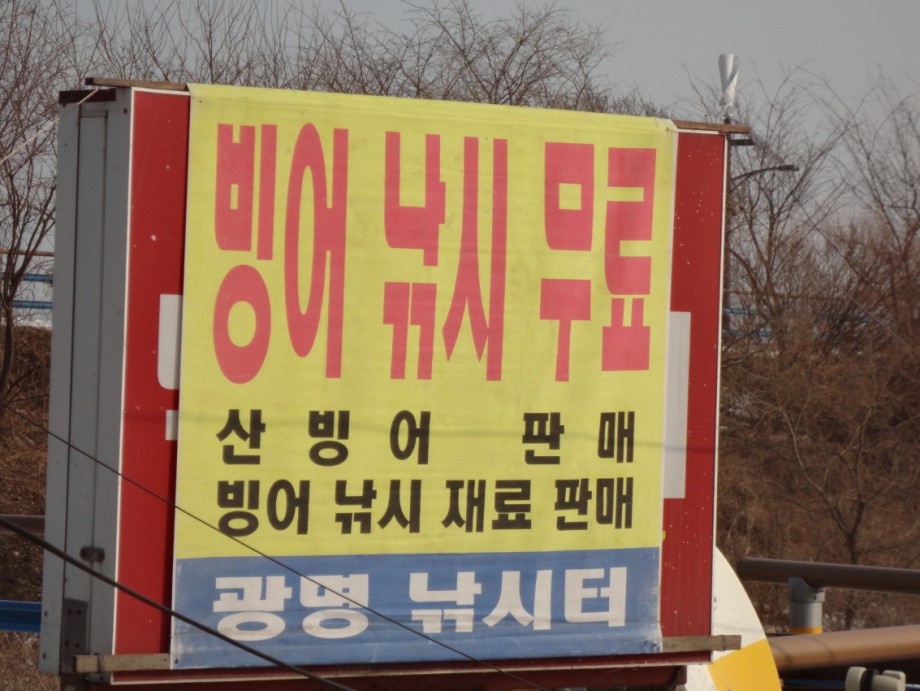 빙어 낚시 무료
산 빙어 판매
빙어 낚시 재료 판매
광명 낚시터